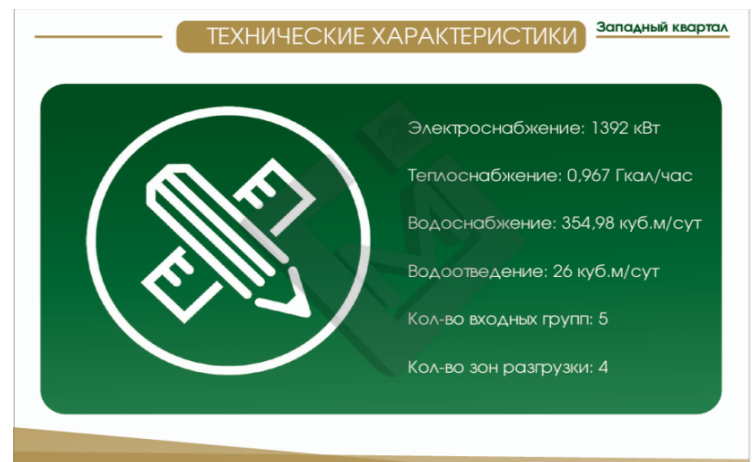 ТЕХНИЧЕСКИЕ ХАРАКТЕРИСТИКИ
Западный квартал
Электроснабжение: 1392 кВт
Теплоснабжение: 0,967 Гкал/час
Водоснабжение: 354,98 куб.м/сут
Водоотведение: 26 куб.м/сут
Кол-во входных групп: 5
Кол-во зон разгрузки: 4